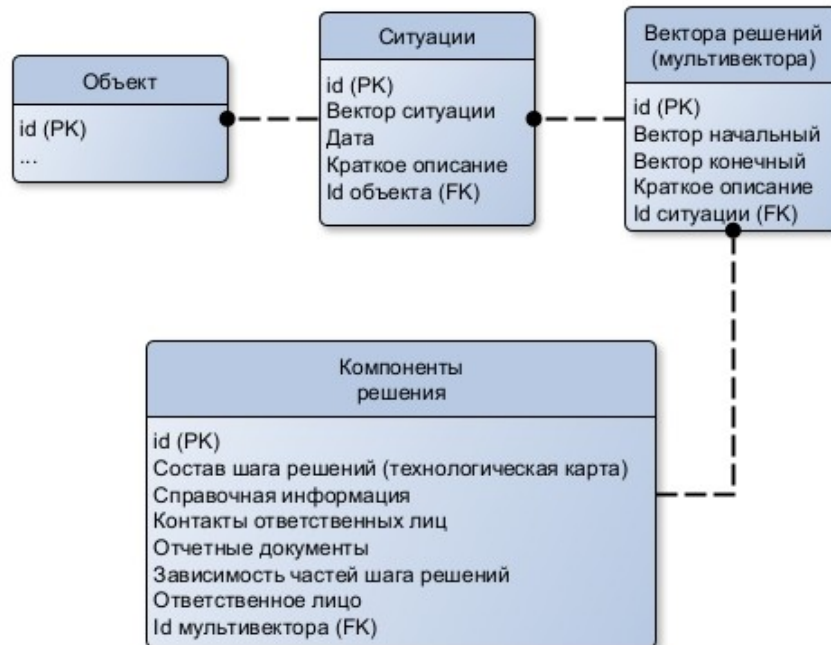 Объект
id (PK)
...
Ситуации
id (PK)
Вектор ситуации
Дата
Краткое описание
Id объекта (FK)
Вектора решений
(мультивектора)
id (PK)
Вектор начальный
Вектор конечный
Краткое описание
Id ситуации (FK)
Компоненты
решения
id (PK)
Состав шага решений (технологическая карта)
Справочная информация
Контакты ответственных лиц
Отчетные документы
Зависимость частей шага решений
Ответственное лицо
Id мультивектора (FK)